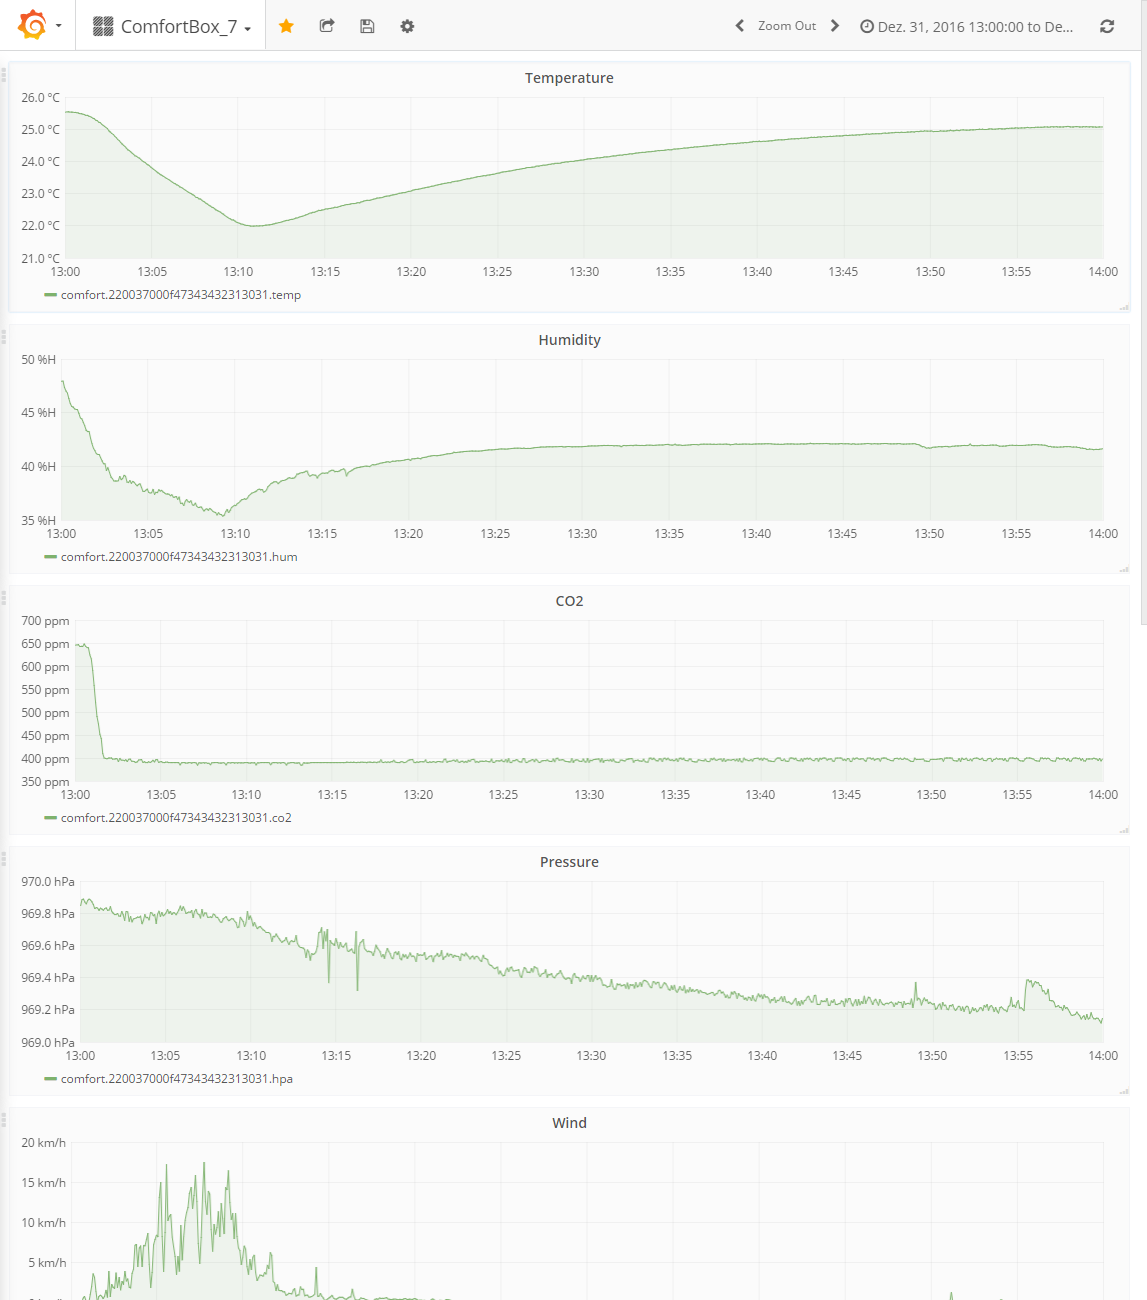 ComfortBox_7
Zoom Out
Dez. 31, 2016 13:00:00 to De...
Temperature
26.0 °C
25.0 °C
24.0 °C
23.0 °C
22.0 °C
21.0 °C
13:00 13:05 13:10 13:15 13:20 13:25 13:30 13:35 13:40 13:45 13:50 13:55 14:00
comfort.220037000f47343432313031.temp
Humidity
50 %H
45 %H
40 %H
35 %H
13:00 13:05 13:10 13:15 13:20 13:25 13:30 13:35 13:40 13:45 13:50 13:55 14:00
comfort.220037000f47343432313031.hum
CO2
700 ppm
650 ppm
600 ppm
550 ppm
500 ppm
450 ppm
400 ppm
350 ppm
13:00 13:05 13:10 13:15 13:20 13:25 13:30 13:35 13:40 13:45 13:50 13:55 14:00
comfort.220037000f47343432313031.co2
Pressure
970.0 hPa
969.8 hPa
969.6 hPa
969.4 hPa
969.2 hPa
969.0 hPa
13:00 13:05 13:10 13:15 13:20 13:25 13:30 13:35 13:40 13:45 13:50 13:55 14:00
comfort.220037000f47343432313031.hpa
Wind
20 km/h
15 km/h
10 km/h
5 km/h